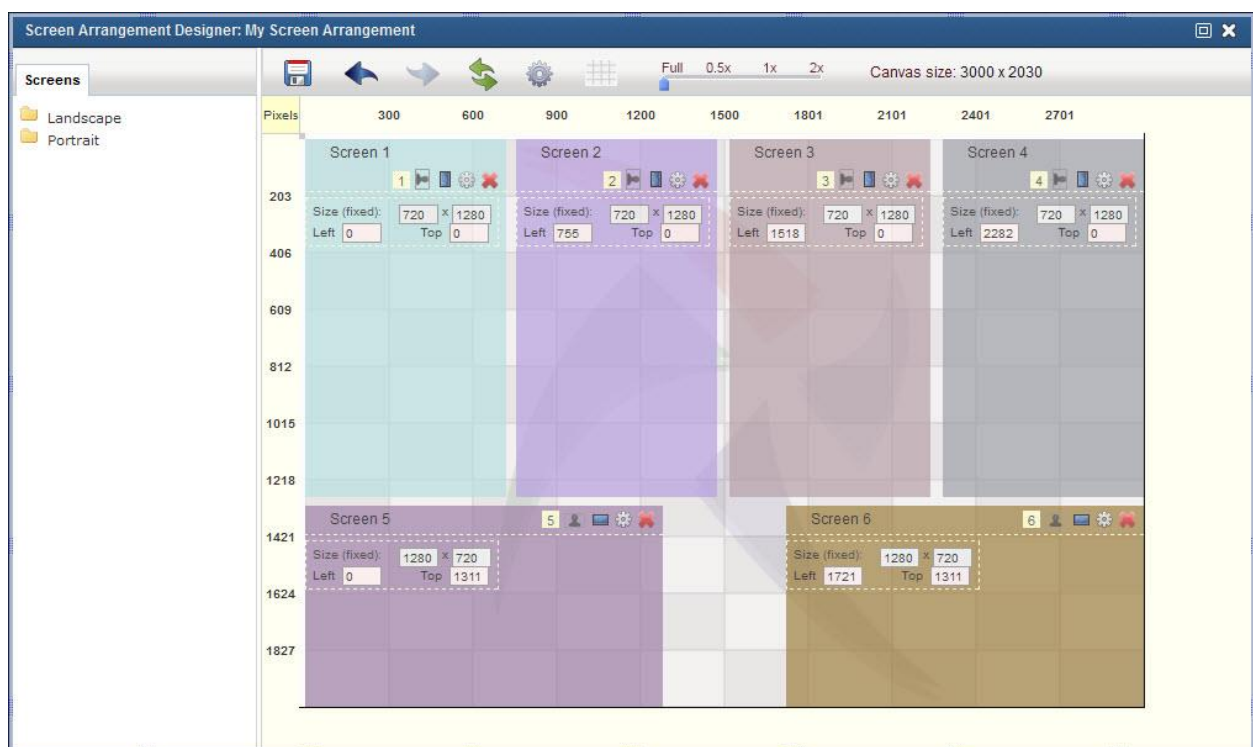 Screen Arrangement Designer: My Screen Arrangement
Screens
Full 0.5x 1x 2x
Canvas size: 3000 x 2030
Landscape
Portrait
Pixels 300 600 900 1200 1500 1801 2101 2401 2701
203
406
609
812
1015
1218
1421
1624
1827
Screen 1
1
Size (fixed): 720 x 1280
Left 0 Top 0
Screen 2
2
Size (fixed): 720 x 1280
Left 755 Top 0
Screen 3
3
Size (fixed): 720 x 1280
Left 1518 Top 0
Screen 4
4
Size (fixed): 720 x 1280
Left 2282 Top 0
Screen 5
5
Size (fixed): 1280 x 720
Left 0 Top 1311
Screen 6
6
Size (fixed): 1280 x 720
Left 1721 Top 1311